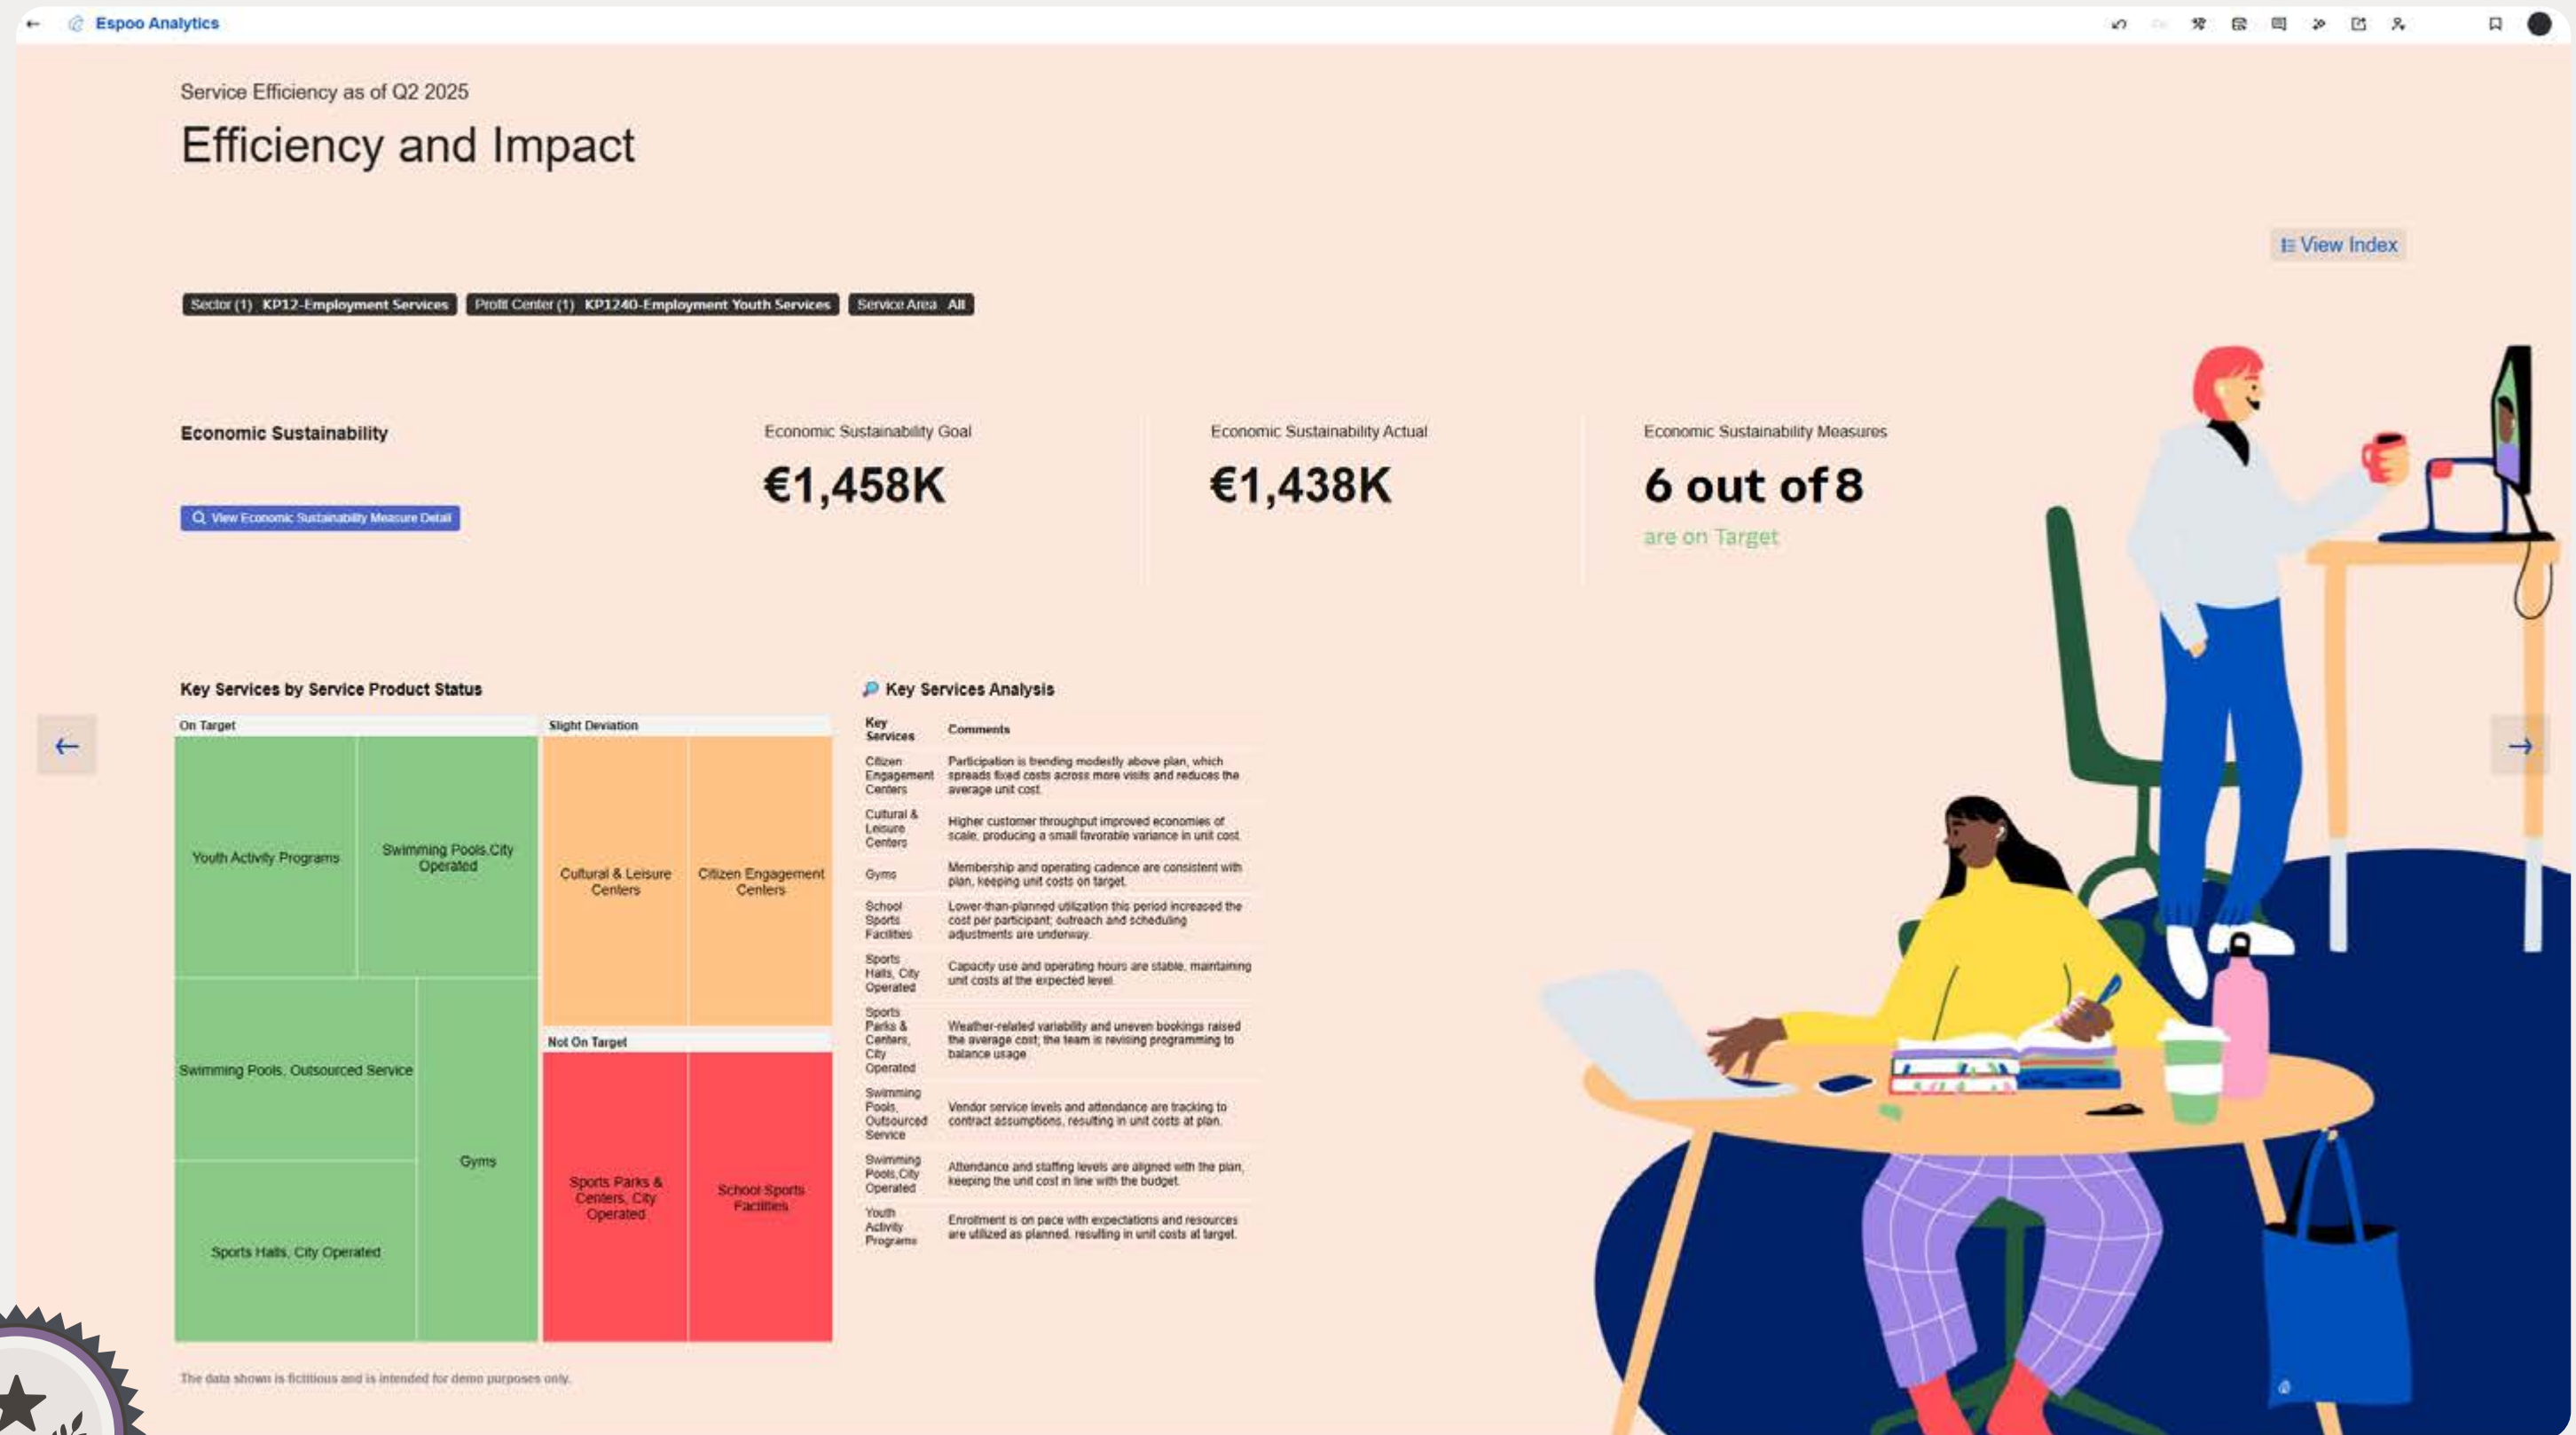 Espoo Analytics
Service Efficiency as of Q2 2025
Efficiency and Impact
View Index
Sector (1) KP12-Employment Services
Profit Center (1) KP1240-Employment Youth Services
Service Area All
Economic Sustainability
View Economic Sustainability Measure Detail
Economic Sustainability Goal
€1,458K
Economic Sustainability Actual
€1,438K
Economic Sustainability Measures
6 out of 8
are on Target
Key Services by Service Product Status
On Target
Youth Activity Programs
Swimming Pools,City
Operated
Swimming Pools, Outsourced Service
Gyms
Sports Halls, City Operated
Slight Deviation
Cultural & Leisure
Centers
Citizen Engagement
Centers
Not On Target
Sports Parks &
Centers, City
Operated
School Sports
Facilities
Key Services Analysis
Key
Services
Comments
Citizen
Engagement
Centers
Participation is trending modestly above plan, which
spreads fixed costs across more visits and reduces the
average unit cost.
Cultural &
Leisure
Centers
Higher customer throughput improved economies of
scale, producing a small favorable variance in unit cost.
Gyms
Membership and operating cadence are consistent with
plan, keeping unit costs on target.
School
Sports
Facilities
Lower-than-planned utilization this period increased the
cost per participant; outreach and scheduling
adjustments are underway.
Sports
Halls, City
Operated
Capacity use and operating hours are stable, maintaining
unit costs at the expected level.
Sports
Parks &
Centers,
City
Operated
Weather-related variability and uneven bookings raised
the average cost; the team is revising programming to
balance usage
Swimming
Pools,
Outsourced
Service
Vendor service levels and attendance are tracking to
contract assumptions, resulting in unit costs at plan.
Swimming
Pools,City
Operated
Attendance and staffing levels are aligned with the plan,
keeping the unit cost in line with the budget.
Youth
Activity
Programs
Enrollment is on pace with expectations and resources
are utilized as planned, resulting in unit costs at target.
The data shown is fictitious and is intended for demo purposes only.